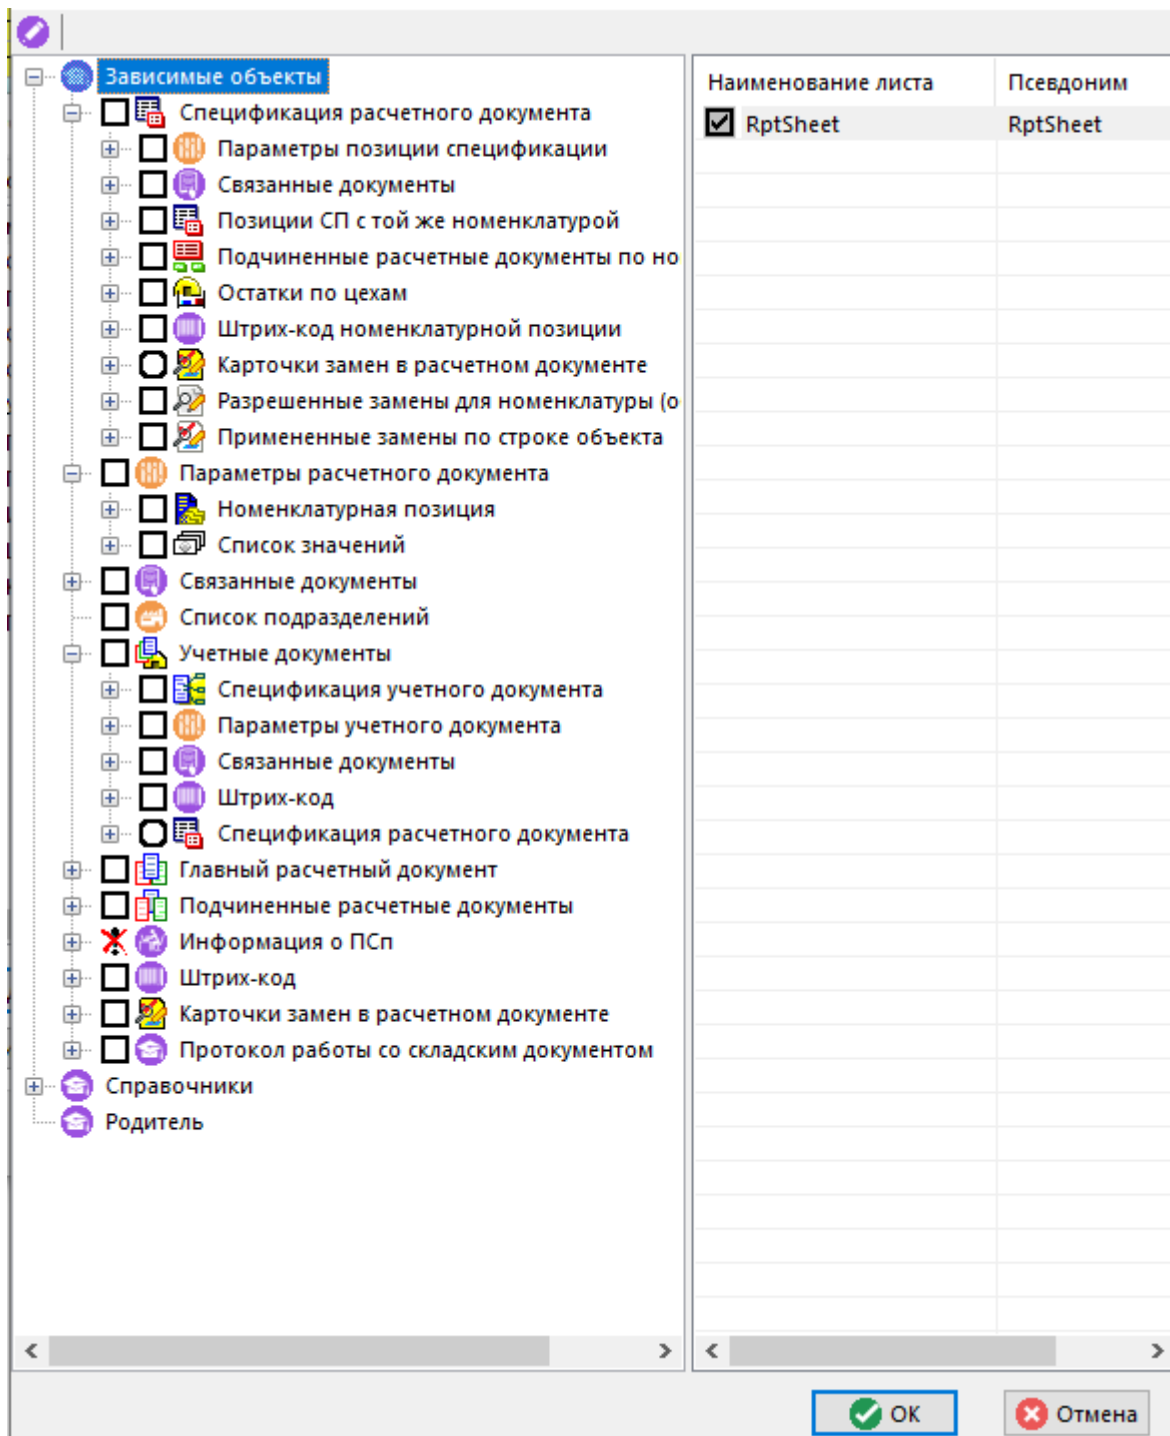 Зависимые объекты
Спецификация расчетного документа
Параметры позиции спецификации
Связанные документы
Позиции СП с той же номенклатурой
Подчиненные расчетные документы по но
Остатки по цехам
Штрих-код номенклатурной позиции
Карточки замен в расчетном документе
Разрешенные замены для номенклатуры (о
Примененные замены по строке объекта
Параметры расчетного документа
Номенклатурная позиция
Список значений
Связанные документы
Список подразделений
Учетные документы
Спецификация учетного документа
Параметры учетного документа
Связанные документы
Штрих-код
Спецификация расчетного документа
Главный расчетный документ
Подчиненные расчетные документы
Информация о ПСп
Штрих-код
Карточки замен в расчетном документе
Протокол работы со складским документом
Справочники
Родитель
Наименование листа Псевдоним
RptSheet RptSheet
ОК Отмена